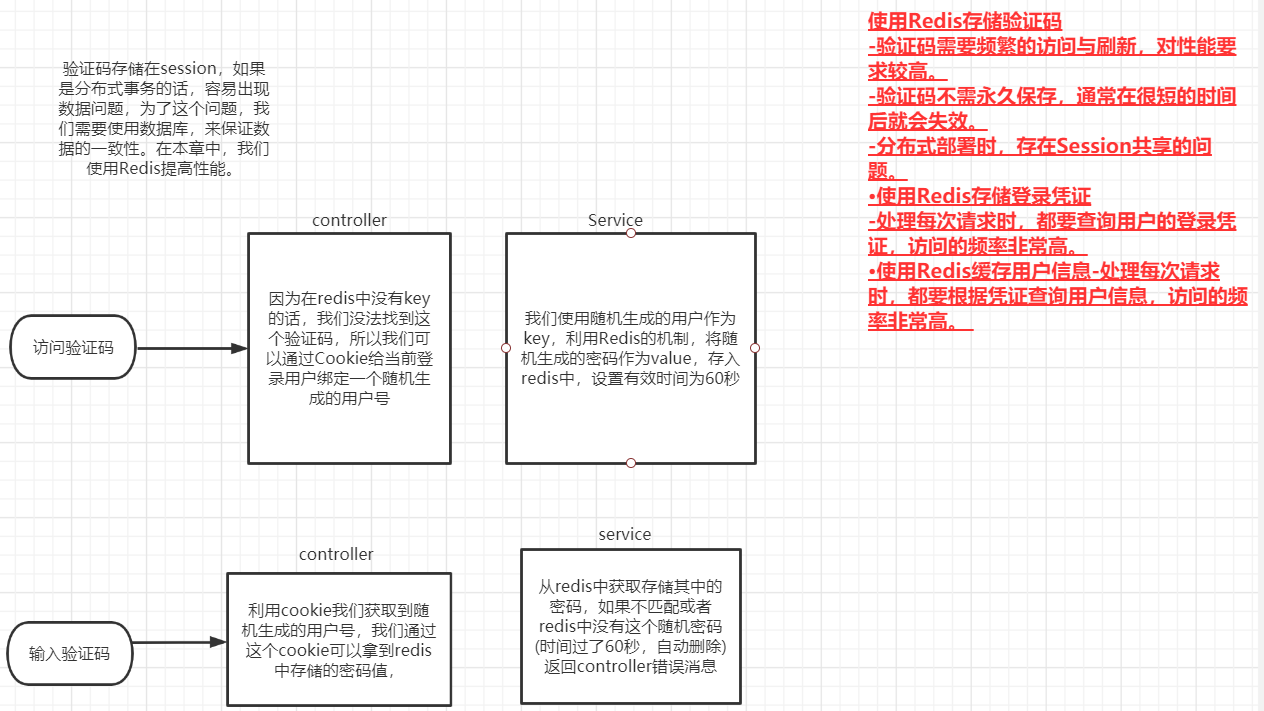 验证码存储在session，如果
是分布式事务的话，容易出现
数据问题，为了这个问题，我
们需要使用数据库，来保证数
据的一致性。在本章中，我们
使用Redis提高性能。
使用Redis存储验证码
-验证码需要频繁的访问与刷新，对性能要
求较高。
-验证码不需永久保存，通常在很短的时间
后就会失效。
-分布式部署时，存在Session共享的问
题。
•使用Redis存储登录凭证
-处理每次请求时，都要查询用户的登录凭
证，访问的频率非常高。
•使用Redis缓存用户信息-处理每次请求
时，都要根据凭证查询用户信息，访问的频
率非常高。
访问验证码
controller
因为在redis中没有key
的话，我们没法找到这
个验证码，所以我们可
以通过Cookie给当前登
录用户绑定一个随机生
成的用户号
Service
我们使用随机生成的用户作为
key，利用Redis的机制，将随
机生成的密码作为value，存入
redis中，设置有效时间为60秒
输入验证码
controller
利用cookie我们获取到随
机生成的用户号，我们通过
这个cookie可以拿到redis
中存储的密码值，
service
从redis中获取存储其中的
密码，如果不匹配或者
redis中没有这个随机密码
(时间过了60秒，自动删除)
返回controller错误消息